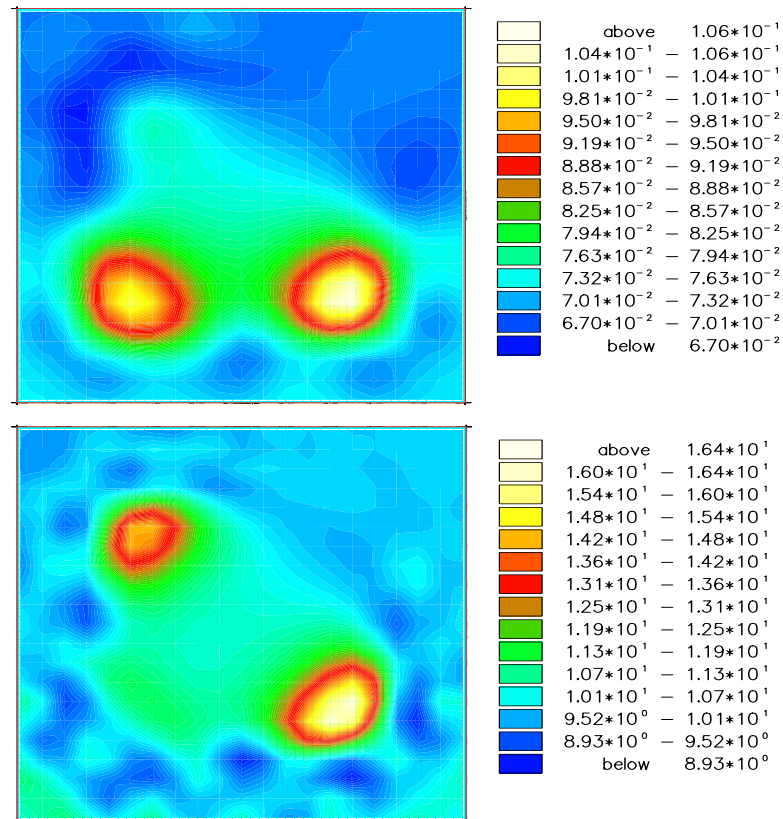 above 1.06*10⁻¹
1.04*10⁻¹ – 1.06*10⁻¹
1.01*10⁻¹ – 1.04*10⁻¹
9.81*10⁻² – 1.01*10⁻¹
9.50*10⁻² – 9.81*10⁻²
9.19*10⁻² – 9.50*10⁻²
8.88*10⁻² – 9.19*10⁻²
8.57*10⁻² – 8.88*10⁻²
8.25*10⁻² – 8.57*10⁻²
7.94*10⁻² – 8.25*10⁻²
7.63*10⁻² – 7.94*10⁻²
7.32*10⁻² – 7.63*10⁻²
7.01*10⁻² – 7.32*10⁻²
6.70*10⁻² – 7.01*10⁻²
below 6.70*10⁻²
above 1.64*10¹
1.60*10¹ – 1.64*10¹
1.54*10¹ – 1.60*10¹
1.48*10¹ – 1.54*10¹
1.42*10¹ – 1.48*10¹
1.36*10¹ – 1.42*10¹
1.31*10¹ – 1.36*10¹
1.25*10¹ – 1.31*10¹
1.19*10¹ – 1.25*10¹
1.13*10¹ – 1.19*10¹
1.07*10¹ – 1.13*10¹
1.01*10¹ – 1.07*10¹
9.52*10⁰ – 1.01*10¹
8.93*10⁰ – 9.52*10⁰
below 8.93*10⁰